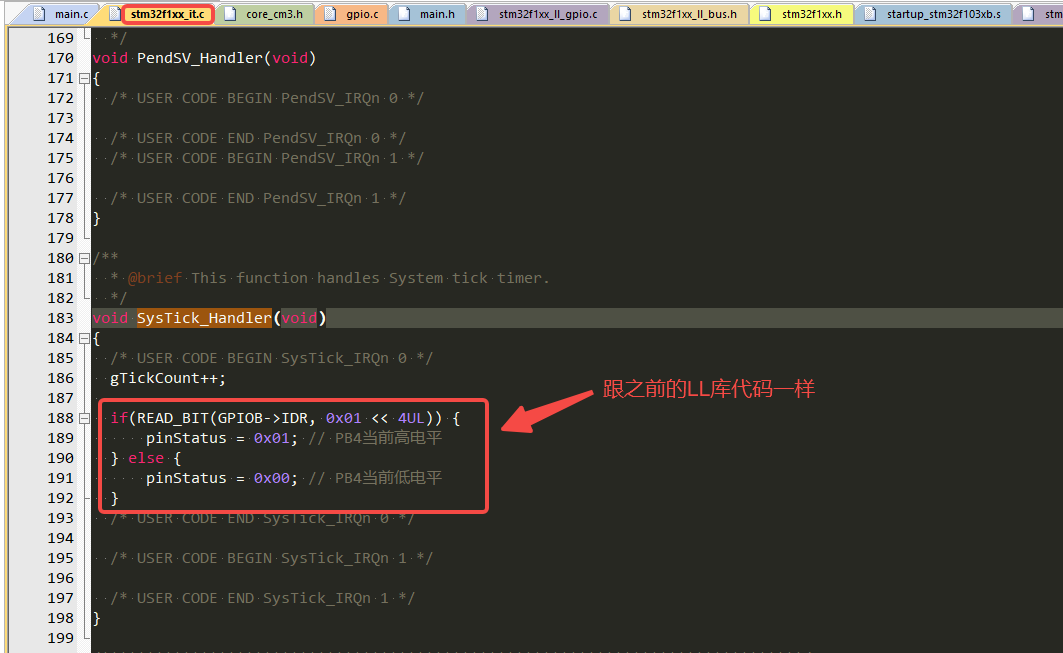 main.c stm32f1xx_it.c core_cm3.h gpio.c main.h stm32f1xx_ll_gpio.c stm32f1xx_ll_bus.h stm32f1xx.h startup_stm32f103xb.s stm
169 */
170 void PendSV_Handler(void)
171 {
172 /* USER CODE BEGIN PendSV_IRQn 0 */
173
174 /* USER CODE END PendSV_IRQn 0 */
175 /* USER CODE BEGIN PendSV_IRQn 1 */
176
177 /* USER CODE END PendSV_IRQn 1 */
178 }
179
180 /**
181 * @brief This function handles System tick timer.
182 */
183 void SysTick_Handler(void)
184 {
185 /* USER CODE BEGIN SysTick_IRQn 0 */
186 gTickCount++;
187
跟之前的LL库代码一样
188 if(READ_BIT(GPIOB->IDR, 0x01 << 4UL)) {
189 pinStatus = 0x01; // PB4当前高电平
190 } else {
191 pinStatus = 0x00; // PB4当前低电平
192 }
193 /* USER CODE END SysTick_IRQn 0 */
194
195 /* USER CODE BEGIN SysTick_IRQn 1 */
196
197 /* USER CODE END SysTick_IRQn 1 */
198 }
199